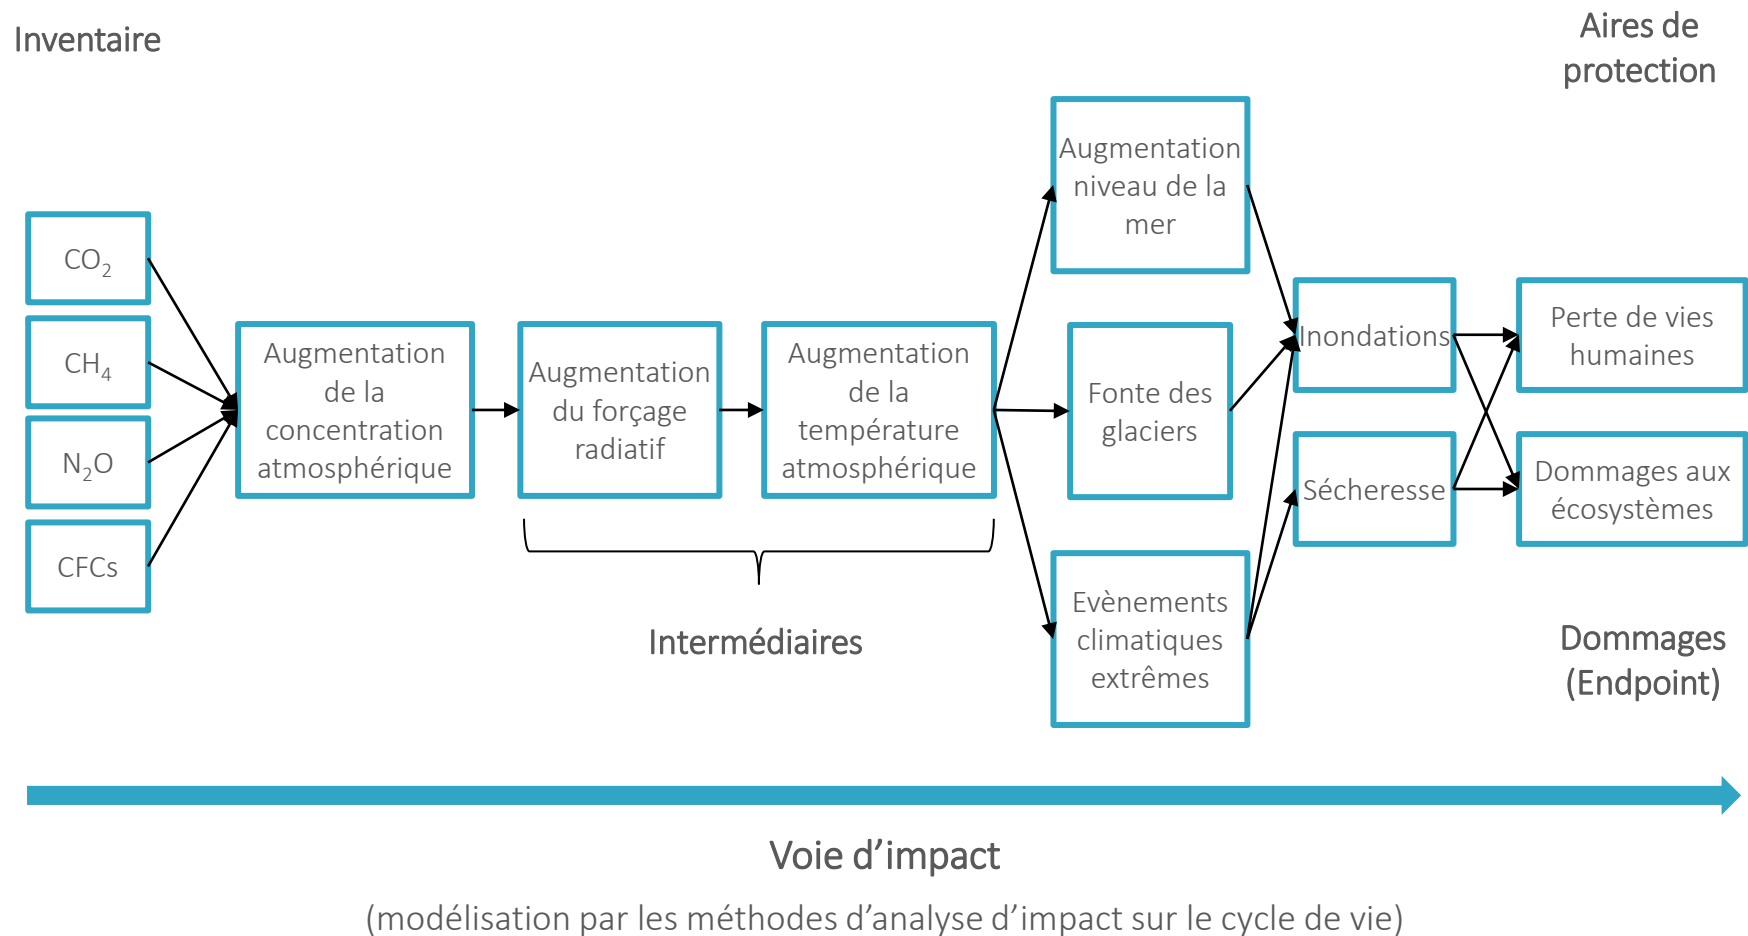 Inventaire
Aires de
protection
CO₂
CH₄
N₂O
CFCs
Augmentation
de la
concentration
atmosphérique
Augmentation
du forçage
radiatif
Augmentation
de la
température
atmosphérique
Intermédiaires
Augmentation
niveau de la
mer
Fonte des
glaciers
Evènements
climatiques
extrêmes
Inondations
Sécheresse
Perte de vies
humaines
Dommages aux
écosystèmes
Dommages
(Endpoint)
Voie d’impact
(modélisation par les méthodes d’analyse d’impact sur le cycle de vie)